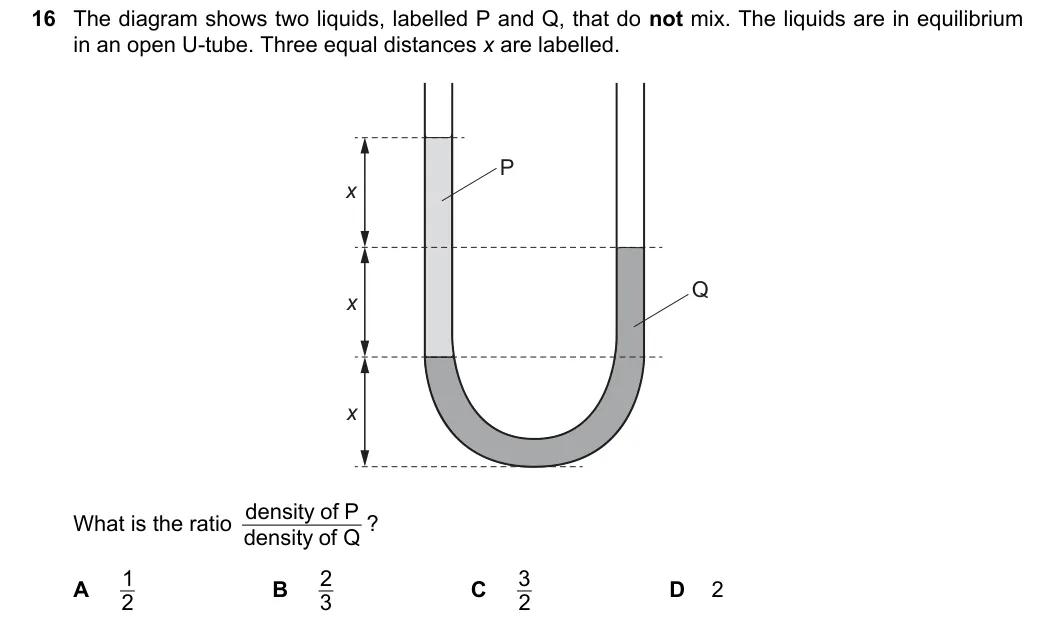 16 The diagram shows two liquids, labelled P and Q, that do not mix. The liquids are in equilibrium
in an open U-tube. Three equal distances x are labelled.
P
x
Q
x
x
What is the ratio density of P / density of Q ?
A 1/2 B 2/3 C 3/2 D 2